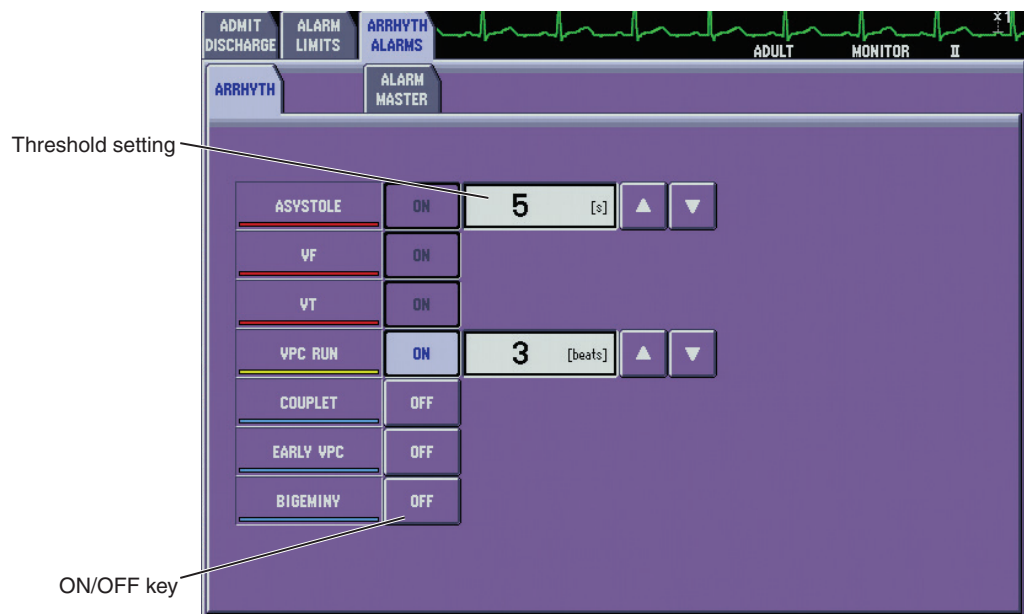 ADMIT DISCHARGE
ALARM LIMITS
ARRHYTH ALARMS
x1
ADULT MONITOR II
ARRHYTH
ALARM MASTER
Threshold setting
ASYSTOLE ON 5 [s]
VF ON
VT ON
VPC RUN ON 3 [beats]
COUPLET OFF
EARLY VPC OFF
BIGEMINY OFF
ON/OFF key